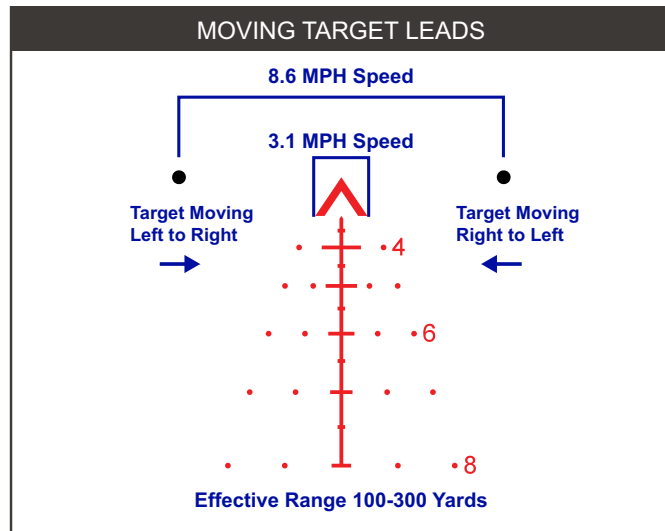 MOVING TARGET LEADS
8.6 MPH Speed
3.1 MPH Speed
Target Moving
Left to Right
Target Moving
Right to Left
4
6
8
Effective Range 100-300 Yards